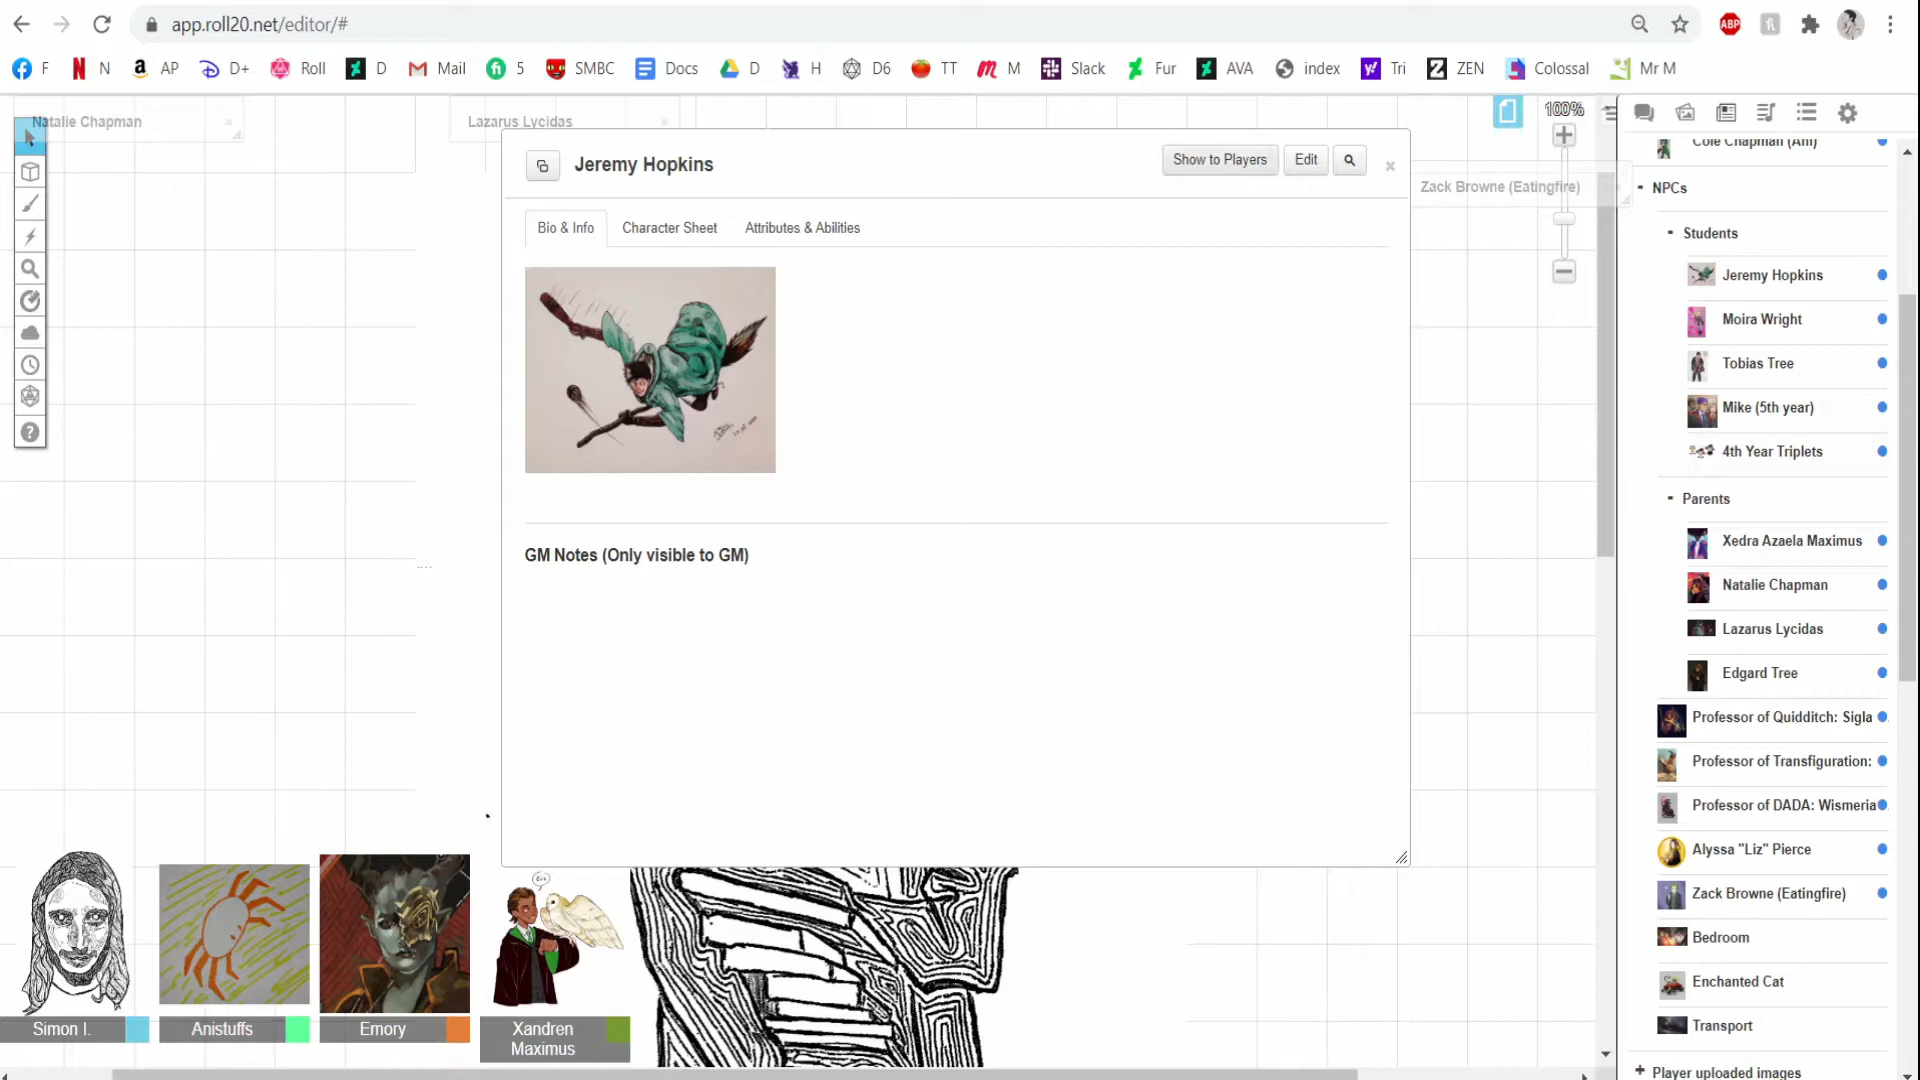 app.roll20.net/editor/#
ABP
F N AP D+ Roll D Mail 5 SMBC Docs D H D6 TT M Slack Fur AVA index Tri ZEN Colossal Mr M
Natalie Chapman
Lazarus Lycidas
100%
Jeremy Hopkins
Show to Players
Edit
Zack Browne (Eatingfire)
Bio & Info
Character Sheet
Attributes & Abilities
GM Notes (Only visible to GM)
Simon I.
Anistuffs
Emory
Xandren
Maximus
Cole Chapman (Ani)
NPCs
Students
Jeremy Hopkins
Moira Wright
Tobias Tree
Mike (5th year)
4th Year Triplets
Parents
Xedra Azaela Maximus
Natalie Chapman
Lazarus Lycidas
Edgard Tree
Professor of Quidditch: Sigla
Professor of Transfiguration:
Professor of DADA: Wismeria
Alyssa "Liz" Pierce
Zack Browne (Eatingfire)
Bedroom
Enchanted Cat
Transport
Player uploaded images